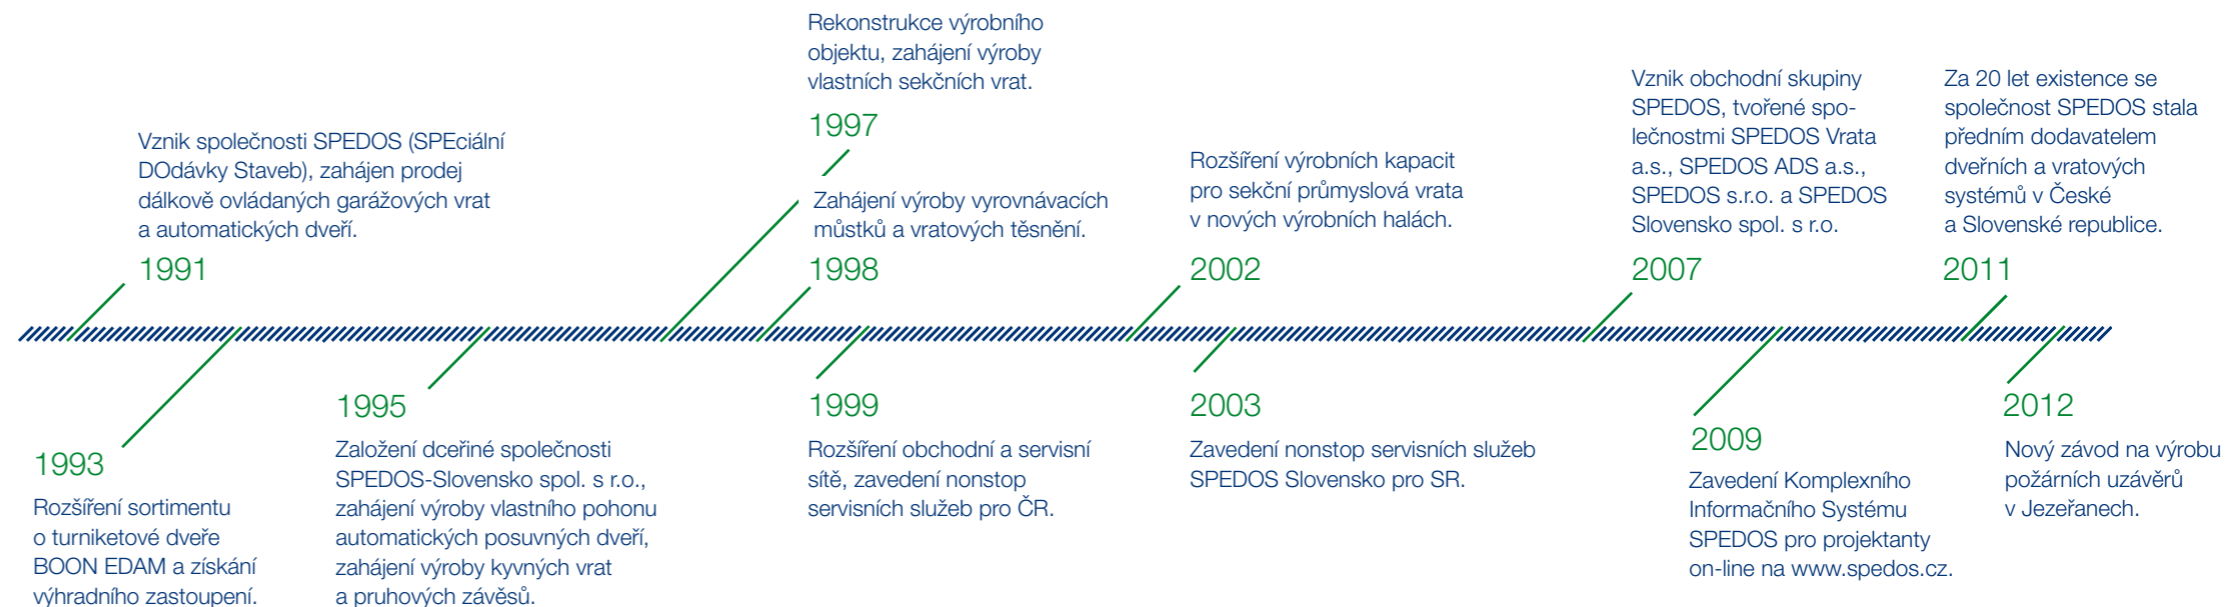 Vznik společnosti SPEDOS (SPEciální
DOdávky Staveb), zahájen prodej
dálkově ovládaných garážových vrat
a automatických dveří.
1991
1993
Rozšíření sortimentu
o turniketové dveře
BOON EDAM a získání
výhradního zastoupení.
1995
Založení dceřiné společnosti
SPEDOS-Slovensko spol. s r.o.,
zahájení výroby vlastního pohonu
automatických posuvných dveří,
zahájení výroby kyvných vrat
a pruhových závěsů.
Rekonstrukce výrobního
objektu, zahájení výroby
vlastních sekčních vrat.
1997
Zahájení výroby vyrovnávacích
můstků a vratových těsnění.
1998
1999
Rozšíření obchodní a servisní
sítě, zavedení nonstop
servisních služeb pro ČR.
Rozšíření výrobních kapacit
pro sekční průmyslová vrata
v nových výrobních halách.
2002
2003
Zavedení nonstop servisních služeb
SPEDOS Slovensko pro SR.
Vznik obchodní skupiny
SPEDOS, tvořené spo-
lečnostmi SPEDOS Vrata
a.s., SPEDOS ADS a.s.,
SPEDOS s.r.o. a SPEDOS
Slovensko spol. s r.o.
2007
2009
Zavedení Komplexního
Informačního Systému
SPEDOS pro projektanty
on-line na www.spedos.cz.
Za 20 let existence se
společnost SPEDOS stala
předním dodavatelem
dveřních a vratových
systémů v České
a Slovenské republice.
2011
2012
Nový závod na výrobu
požárních uzávěrů
v Jezeřanech.